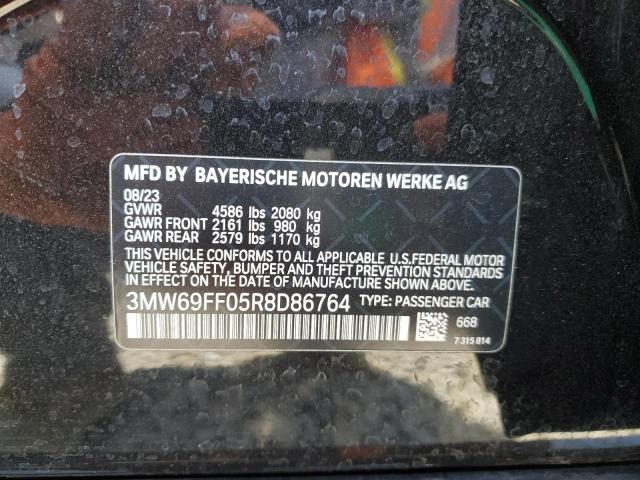 MFD BY BAYERISCHE MOTOREN WERKE AG
08/23
GVWR 4586 lbs 2080 kg
GAWR FRONT 2161 lbs 980 kg
GAWR REAR 2579 lbs 1170 kg
THIS VEHICLE CONFORMS TO ALL APPLICABLE U.S.FEDERAL MOTOR
VEHICLE SAFETY, BUMPER AND THEFT PREVENTION STANDARDS
IN EFFECT ON THE DATE OF MANUFACTURE SHOWN ABOVE.
3MW69FF05R8D86764 TYPE: PASSENGER CAR
668
7 315 814